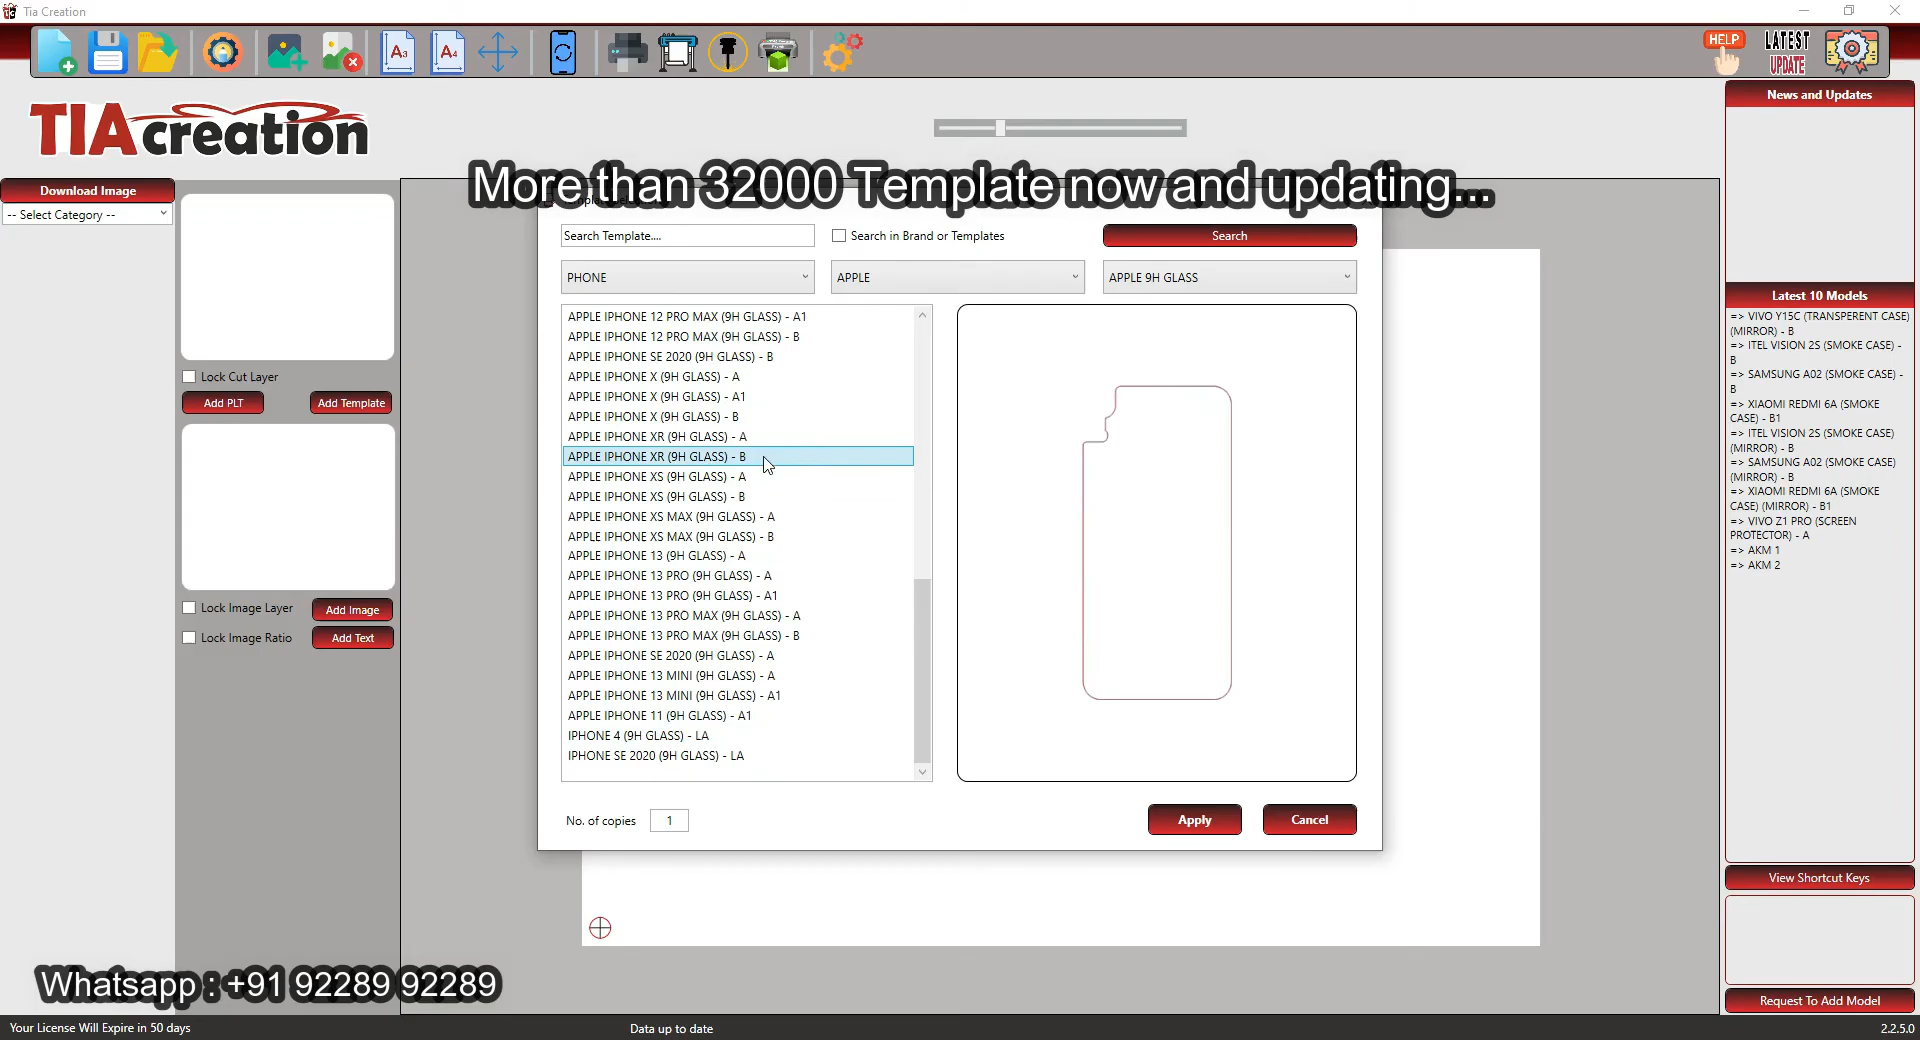 Tia Creation
A3
A4
HELP
LATEST
UPDATE
TIAcreation
News and Updates
More than 32000 Template now and updating...
Download Image
-- Select Category --
Search Template....
Search in Brand or Templates
Search
PHONE
APPLE
APPLE 9H GLASS
Latest 10 Models
=> VIVO Y15C (TRANSPERENT CASE)
(MIRROR) - B
=> ITEL VISION 2S (SMOKE CASE) -
B
=> SAMSUNG A02 (SMOKE CASE) -
B
=> XIAOMI REDMI 6A (SMOKE
CASE) - B1
=> ITEL VISION 2S (SMOKE CASE)
(MIRROR) - B
=> SAMSUNG A02 (SMOKE CASE)
(MIRROR) - B
=> XIAOMI REDMI 6A (SMOKE
CASE) (MIRROR) - B1
=> VIVO Z1 PRO (SCREEN
PROTECTOR) - A
=> AKM 1
=> AKM 2
APPLE IPHONE 12 PRO MAX (9H GLASS) - A1
APPLE IPHONE 12 PRO MAX (9H GLASS) - B
APPLE IPHONE SE 2020 (9H GLASS) - B
APPLE IPHONE X (9H GLASS) - A
APPLE IPHONE X (9H GLASS) - A1
APPLE IPHONE X (9H GLASS) - B
APPLE IPHONE XR (9H GLASS) - A
APPLE IPHONE XR (9H GLASS) - B
APPLE IPHONE XS (9H GLASS) - A
APPLE IPHONE XS (9H GLASS) - B
APPLE IPHONE XS MAX (9H GLASS) - A
APPLE IPHONE XS MAX (9H GLASS) - B
APPLE IPHONE 13 (9H GLASS) - A
APPLE IPHONE 13 PRO (9H GLASS) - A
APPLE IPHONE 13 PRO (9H GLASS) - A1
APPLE IPHONE 13 PRO MAX (9H GLASS) - A
APPLE IPHONE 13 PRO MAX (9H GLASS) - B
APPLE IPHONE SE 2020 (9H GLASS) - A
APPLE IPHONE 13 MINI (9H GLASS) - A
APPLE IPHONE 13 MINI (9H GLASS) - A1
APPLE IPHONE 11 (9H GLASS) - A1
IPHONE 4 (9H GLASS) - LA
IPHONE SE 2020 (9H GLASS) - LA
Lock Cut Layer
Add PLT
Add Template
Lock Image Layer
Add Image
Lock Image Ratio
Add Text
No. of copies
1
Apply
Cancel
View Shortcut Keys
Whatsapp : +91 92289 92289
Request To Add Model
Your License Will Expire in 50 days
Data up to date
2.2.5.0